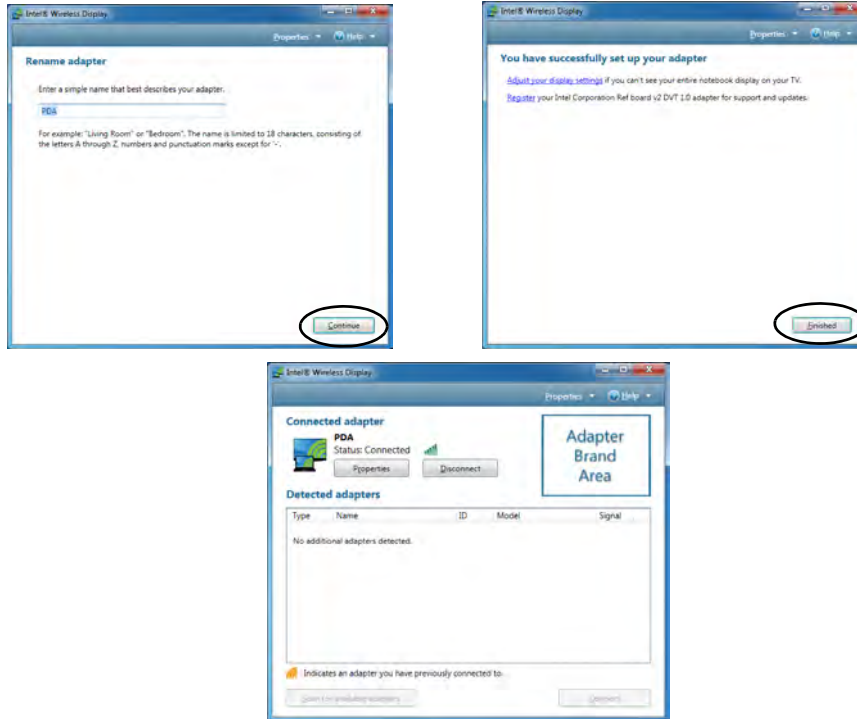 Intel® Wireless Display
Properties Help
Rename adapter
Enter a simple name that best describes your adapter.
PDA
For example: "Living Room" or "Bedroom". The name is limited to 18 characters, consisting of
the letters A through Z, numbers and punctuation marks except for '-'.
Continue
Intel® Wireless Display
Properties Help
You have successfully set up your adapter
Adjust your display settings if you can't see your entire notebook display on your TV.
Register your Intel Corporation Ref board v2 DVT 1.0 adapter for support and updates.
Finished
Intel® Wireless Display
Properties Help
Connected adapter
PDA
Status: Connected
Properties Disconnect
Adapter
Brand
Area
Detected adapters
Type Name ID Model Signal
No additional adapters detected.
Indicates an adapter you have previously connected to.
Scan for available adapters Connect